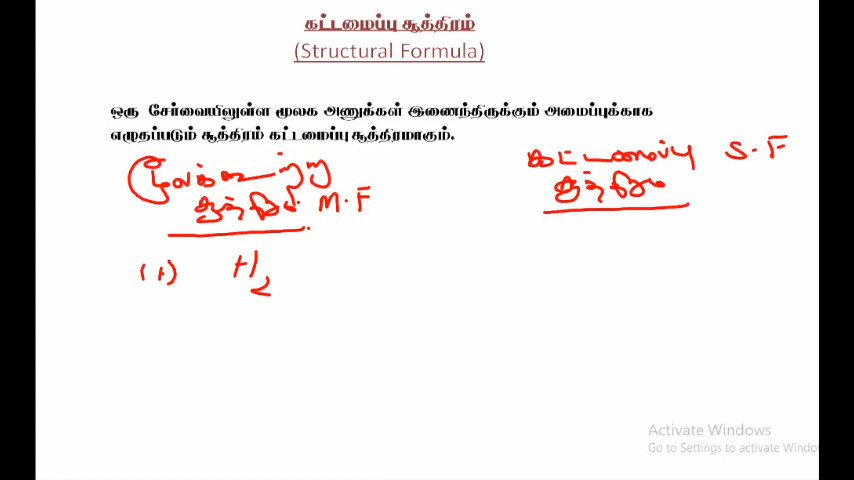 கட்டமைப்பு சூத்திரம்
(Structural Formula)
ஒரு சேர்வையிலுள்ள மூலக அணுக்கள் இணைந்திருக்கும் அமைப்புக்காக
எழுதப்படும் சூத்திரம் கட்டமைப்பு சூத்திரமாகும்.
மூலக்கூற்று
சூத்திரம் M.F
கட்டமைப்பு S.F
சூத்திரம்
(1) H2
Activate Windows
Go to Settings to activate Windo